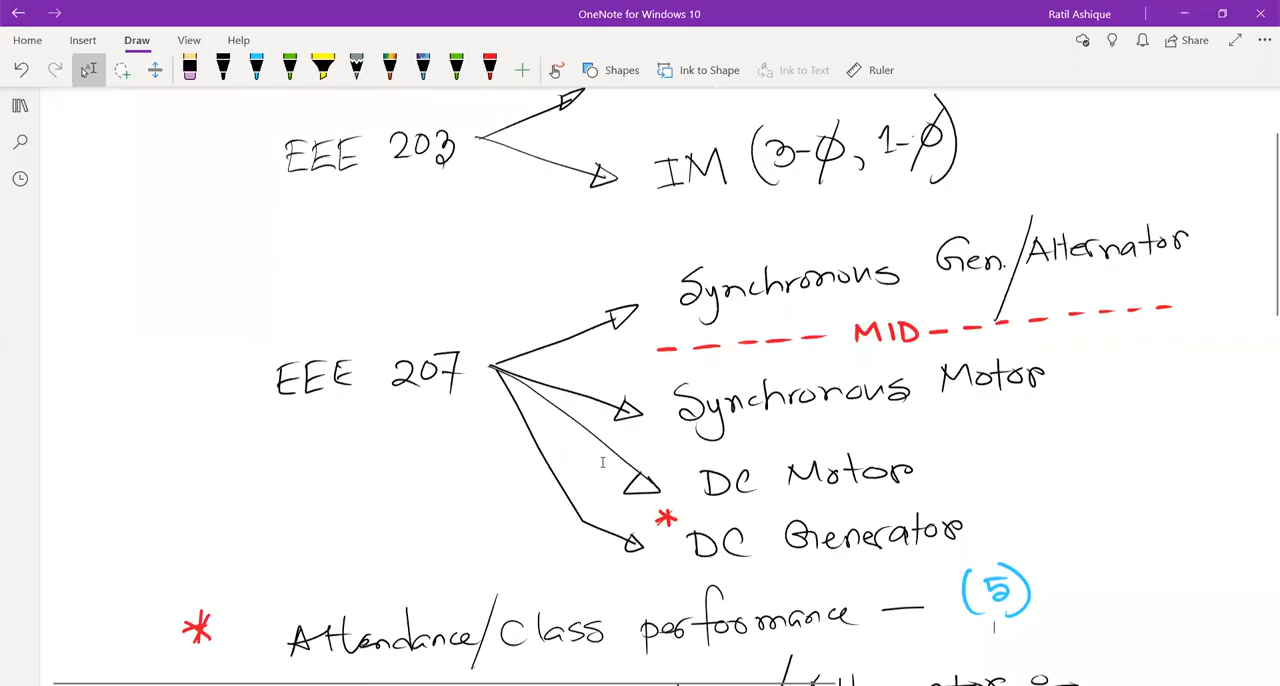 OneNote for Windows 10
Ratil Ashique
Home Insert Draw View Help
Share
Shapes Ink to Shape Ink to Text Ruler
EEE 203
IM (3-φ, 1-φ)
Synchronous Gen./Alternator
MID
EEE 207
Synchronous Motor
DC Motor
* DC Generator
* Attendance/Class performance — (5)